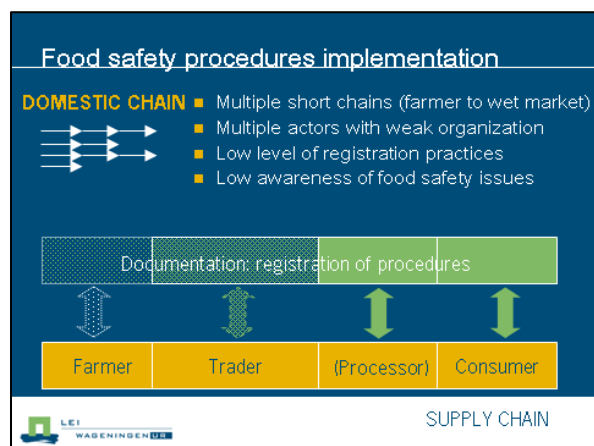 Food safety procedures implementation
DOMESTIC CHAIN
Multiple short chains (farmer to wet market)
Multiple actors with weak organization
Low level of registration practices
Low awareness of food safety issues
Documentation: registration of procedures
Farmer Trader (Processor) Consumer
LEI
WAGENINGEN UR
SUPPLY CHAIN